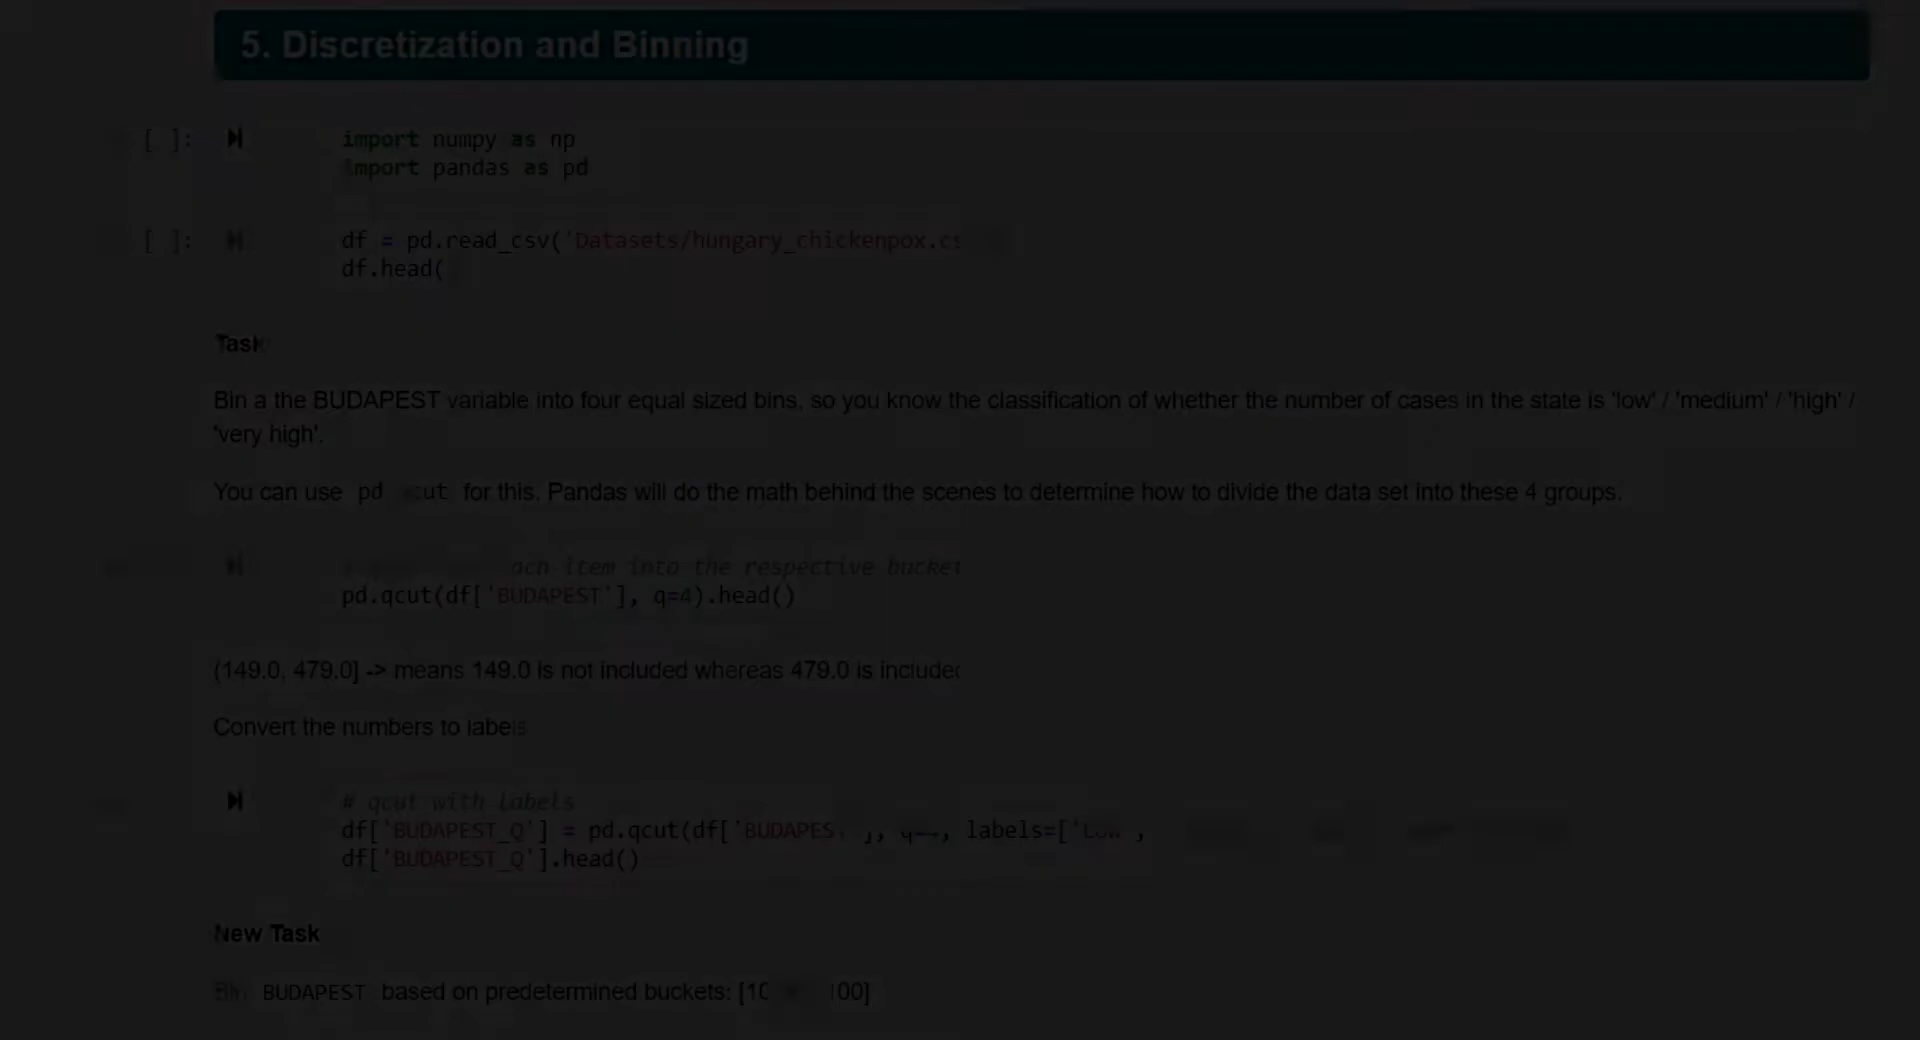 5. Discretization and Binning
[ ]: import numpy as np
import pandas as pd
[ ]: df = pd.read_csv('Datasets/hungary_chickenpox.cs
df.head(
Task
Bin a the BUDAPEST variable into four equal sized bins, so you know the classification of whether the number of cases in the state is 'low' / 'medium' / 'high' /
'very high'.
You can use pd cut for this. Pandas will do the math behind the scenes to determine how to divide the data set into these 4 groups.
item into the respective bucket
pd.qcut(df['BUDAPEST'], q=4).head()
(149.0, 479.0] -> means 149.0 is not included whereas 479.0 is included
Convert the numbers to labels
# qcut with labels
df['BUDAPEST_Q'] = pd.qcut(df['BUDAPEST'], labels=['Low',
df['BUDAPEST_Q'].head()
New Task
BUDAPEST based on predetermined buckets: